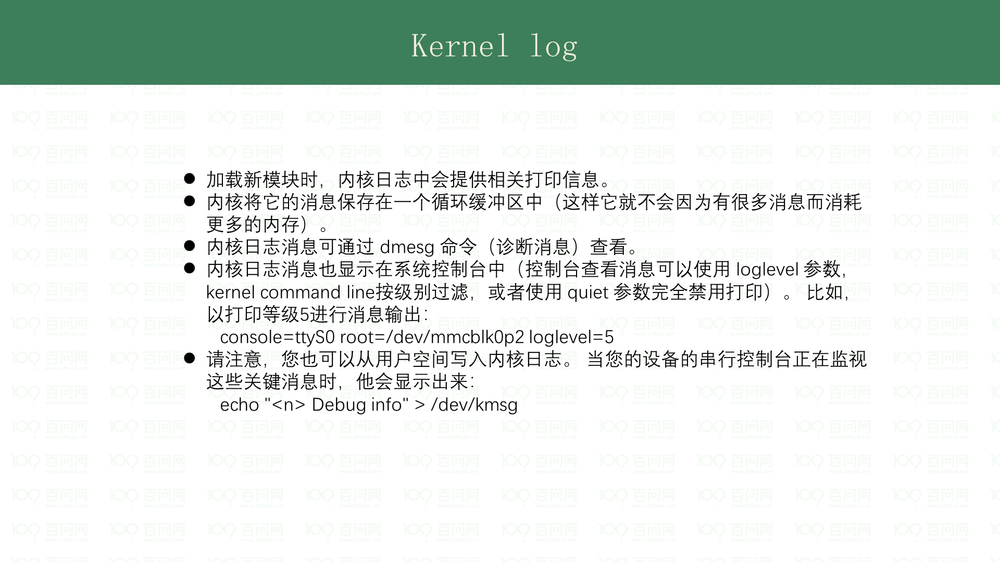 Kernel log
● 加载新模块时，内核日志中会提供相关打印信息。
● 内核将它的消息保存在一个循环缓冲区中（这样它就不会因为有很多消息而消耗
更多的内存）。
● 内核日志消息可通过 dmesg 命令（诊断消息）查看。
● 内核日志消息也显示在系统控制台中（控制台查看消息可以使用 loglevel 参数，
kernel command line按级别过滤，或者使用 quiet 参数完全禁用打印）。 比如，
以打印等级5进行消息输出：
console=ttyS0 root=/dev/mmcblk0p2 loglevel=5
● 请注意，您也可以从用户空间写入内核日志。 当您的设备的串行控制台正在监视
这些关键消息时，他会显示出来：
echo "<n> Debug info" > /dev/kmsg
百问网
www.100ask.net